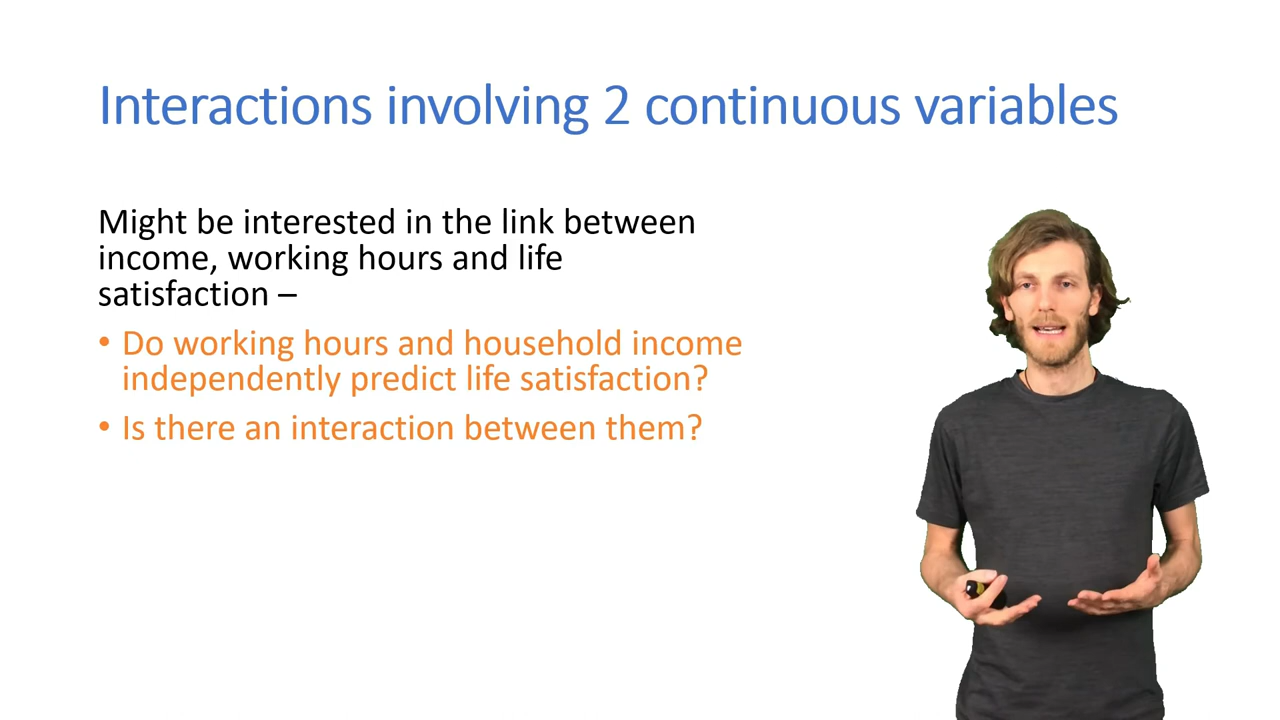 Interactions involving 2 continuous variables
Might be interested in the link between
income, working hours and life
satisfaction –
• Do working hours and household income
independently predict life satisfaction?
• Is there an interaction between them?